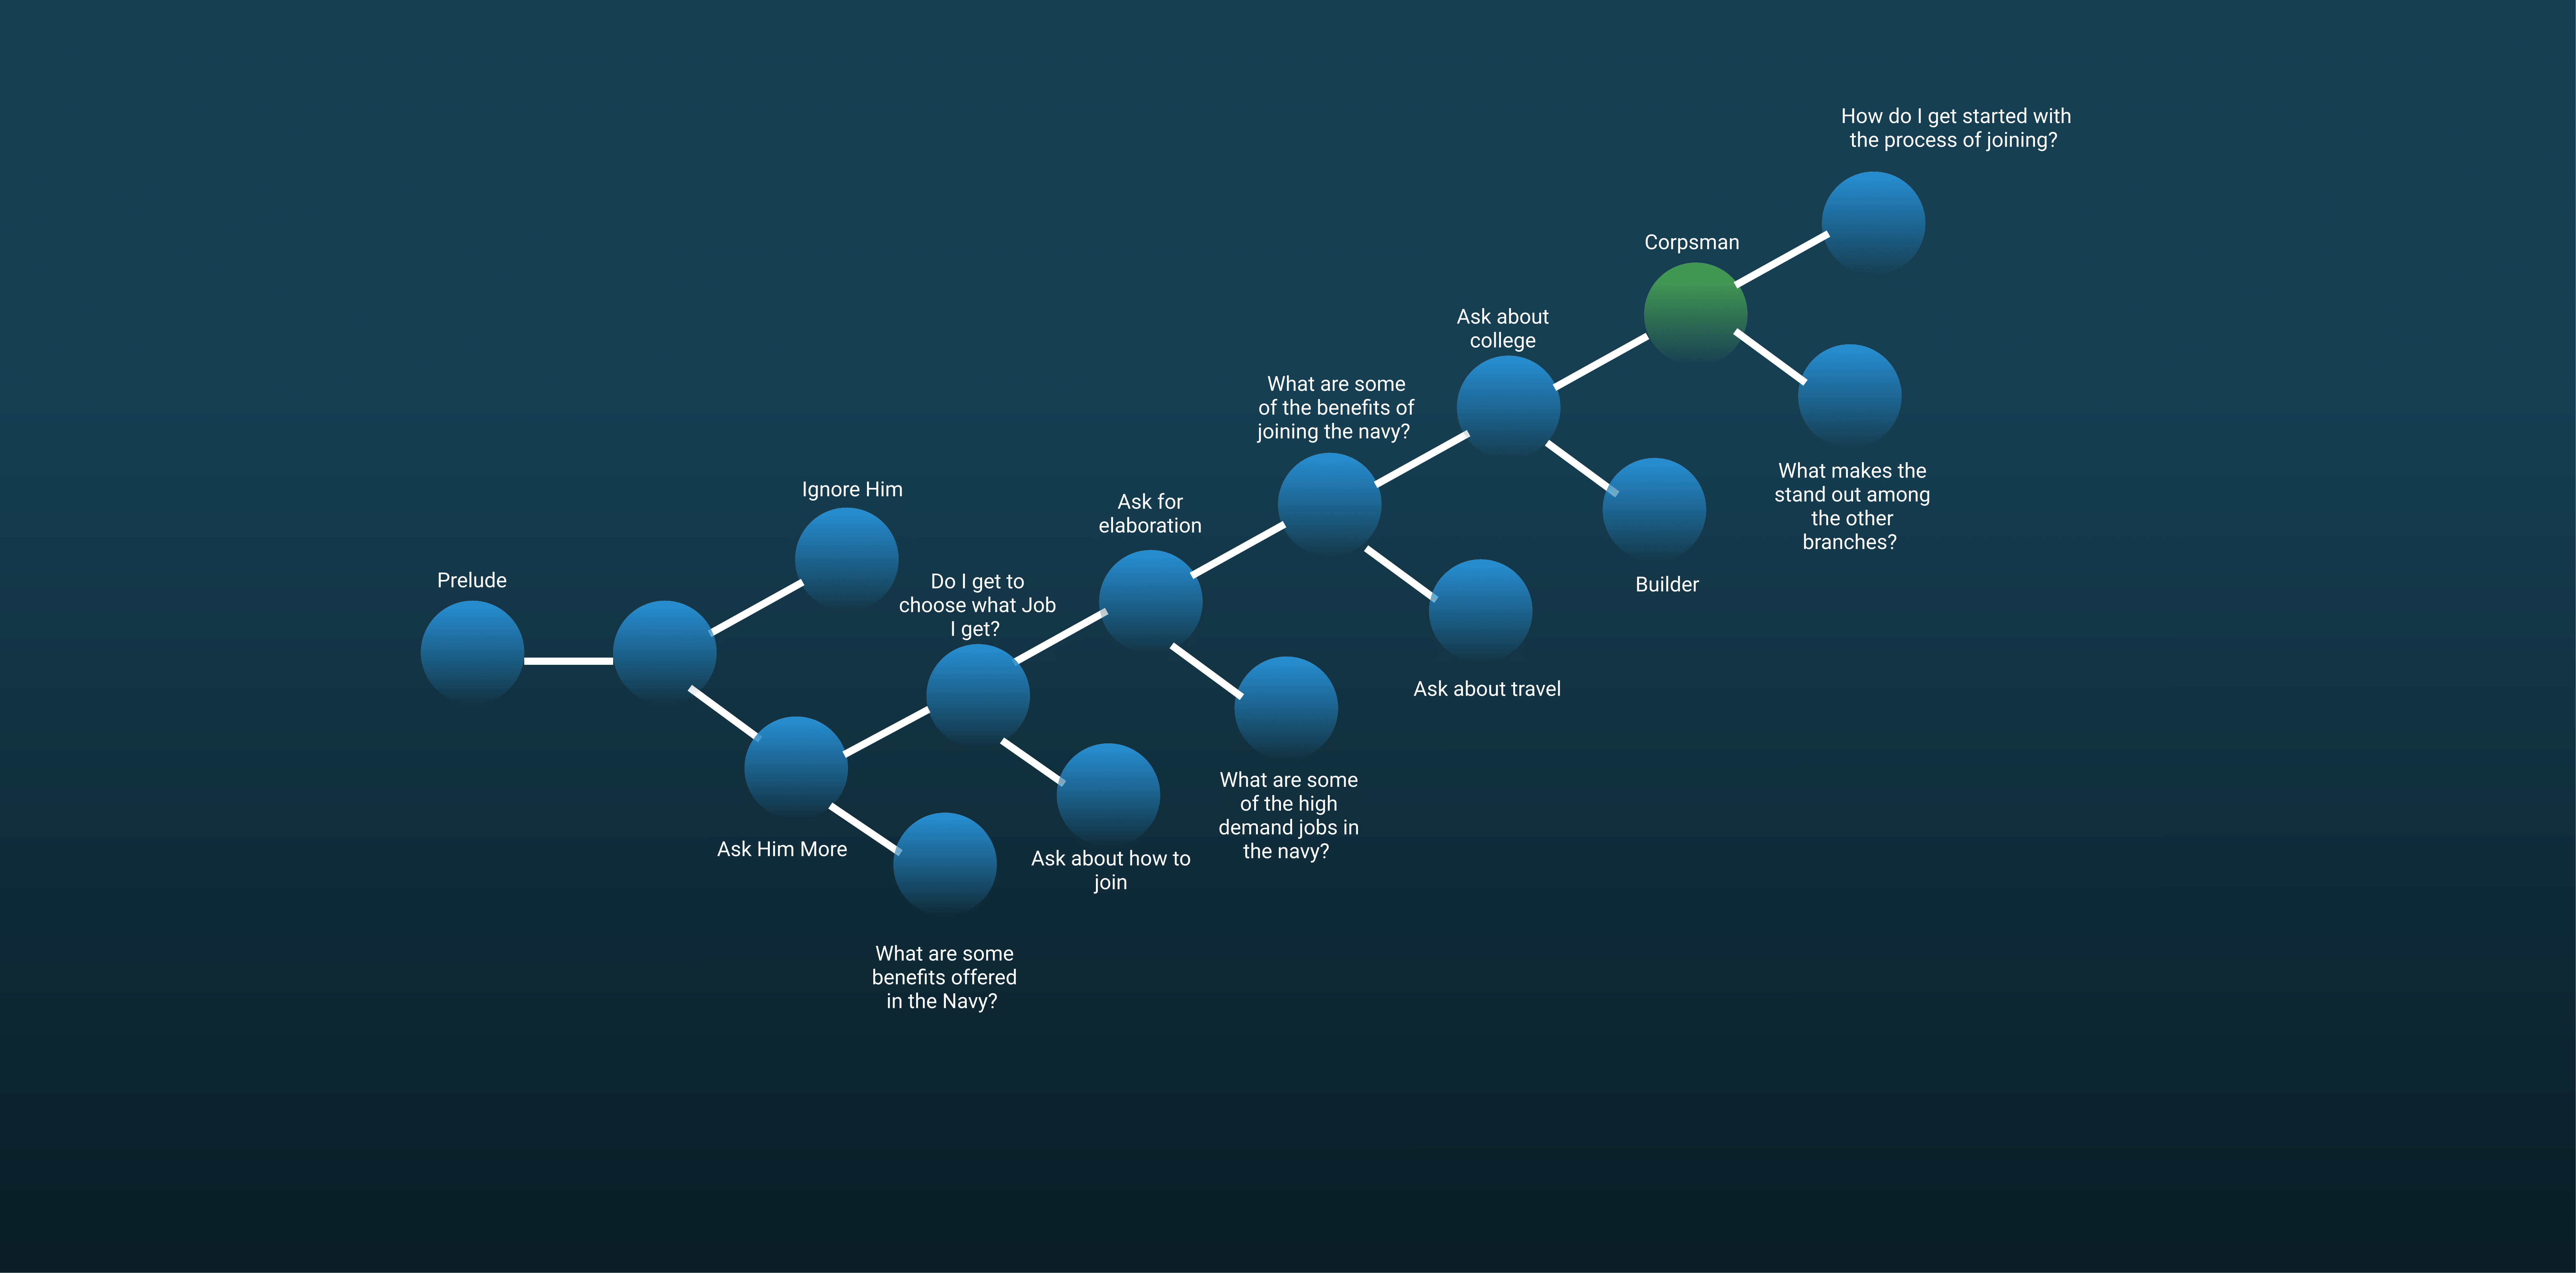 How do I get started with
the process of joining?
Corpsman
Ask about
college
What are some
of the benefits of
joining the navy?
What makes the
stand out among
the other
branches?
Ignore Him
Ask for
elaboration
Prelude
Do I get to
choose what Job
I get?
Builder
Ask about travel
What are some
of the high
demand jobs in
the navy?
Ask Him More
Ask about how to
join
What are some
benefits offered
in the Navy?